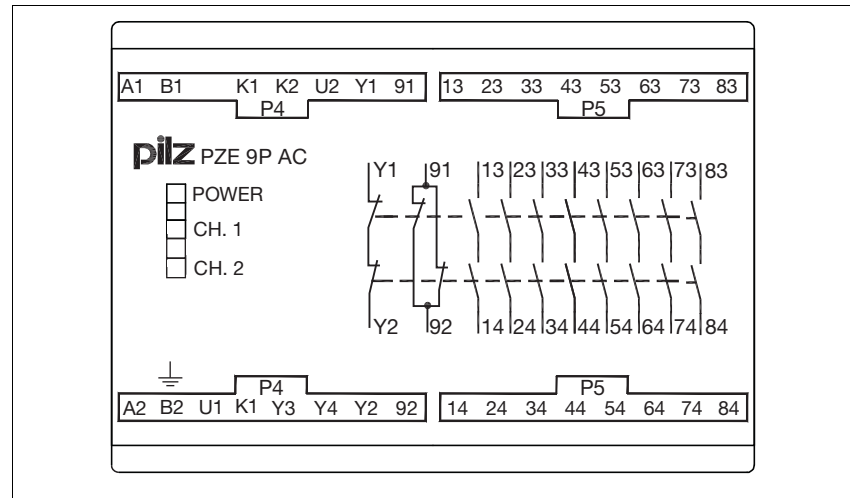 A1 B1 K1 K2 U2 Y1 91 13 23 33 43 53 63 73 83
P4 P5
pilz PZE 9P AC
POWER
CH. 1
CH. 2
Y1 91 13 23 33 43 53 63 73 83
Y2 92 14 24 34 44 54 64 74 84
P4 P5
A2 B2 U1 K1 Y3 Y4 Y2 92 14 24 34 44 54 64 74 84